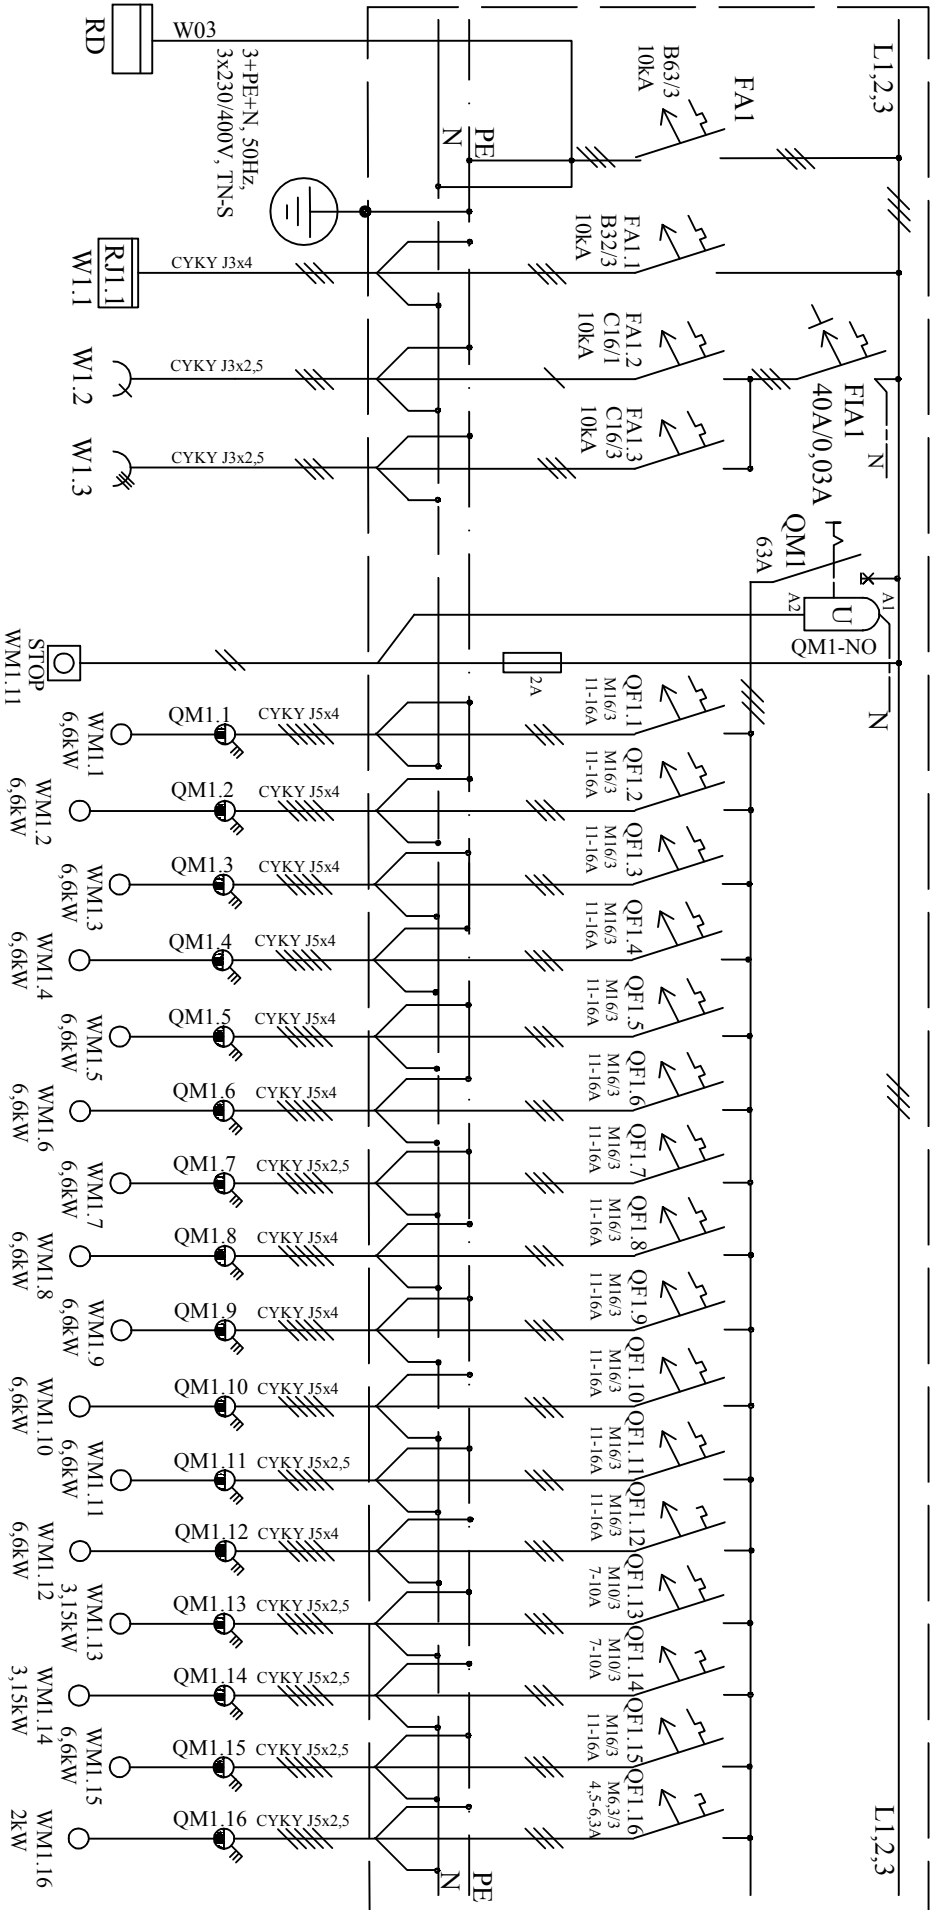 L1,2,3
L1,2,3
FA1
B63/3
10kA
PE
N
W03
RD
3+PE+N, 50Hz,
3x230/400V, TN-S
FA1.1
B32/3
10kA
CYKY J3x4
RJ1.1
W1.1
FA1.2
C16/1
10kA
CYKY J3x2,5
W1.2
FA1.3
C16/3
10kA
CYKY J3x2,5
W1.3
FIA1
40A/0,03A
N
QM1
63A
A1
A2
U
QM1-NO
N
2A
STOP
WM1.11
QF1.1
M16/3
11-16A
CYKY J5x4
QM1.1
WM1.1
6,6kW
QF1.2
M16/3
11-16A
CYKY J5x4
QM1.2
WM1.2
6,6kW
QF1.3
M16/3
11-16A
CYKY J5x4
QM1.3
WM1.3
6,6kW
QF1.4
M16/3
11-16A
CYKY J5x4
QM1.4
WM1.4
6,6kW
QF1.5
M16/3
11-16A
CYKY J5x4
QM1.5
WM1.5
6,6kW
QF1.6
M16/3
11-16A
CYKY J5x4
QM1.6
WM1.6
6,6kW
QF1.7
M16/3
11-16A
CYKY J5x2,5
QM1.7
WM1.7
6,6kW
QF1.8
M16/3
11-16A
CYKY J5x4
QM1.8
WM1.8
6,6kW
QF1.9
M16/3
11-16A
CYKY J5x4
QM1.9
WM1.9
6,6kW
QF1.10
M16/3
11-16A
CYKY J5x4
QM1.10
WM1.10
6,6kW
QF1.11
M16/3
11-16A
CYKY J5x2,5
QM1.11
WM1.11
6,6kW
QF1.12
M16/3
11-16A
CYKY J5x4
QM1.12
WM1.12
6,6kW
QF1.13
M10/3
7-10A
CYKY J5x2,5
QM1.13
WM1.13
3,15kW
QF1.14
M10/3
7-10A
CYKY J5x2,5
QM1.14
WM1.14
3,15kW
QF1.15
M16/3
11-16A
CYKY J5x2,5
QM1.15
WM1.15
6,6kW
QF1.16
M6,3/3
4,5-6,3A
CYKY J5x2,5
QM1.16
WM1.16
2kW
PE
N